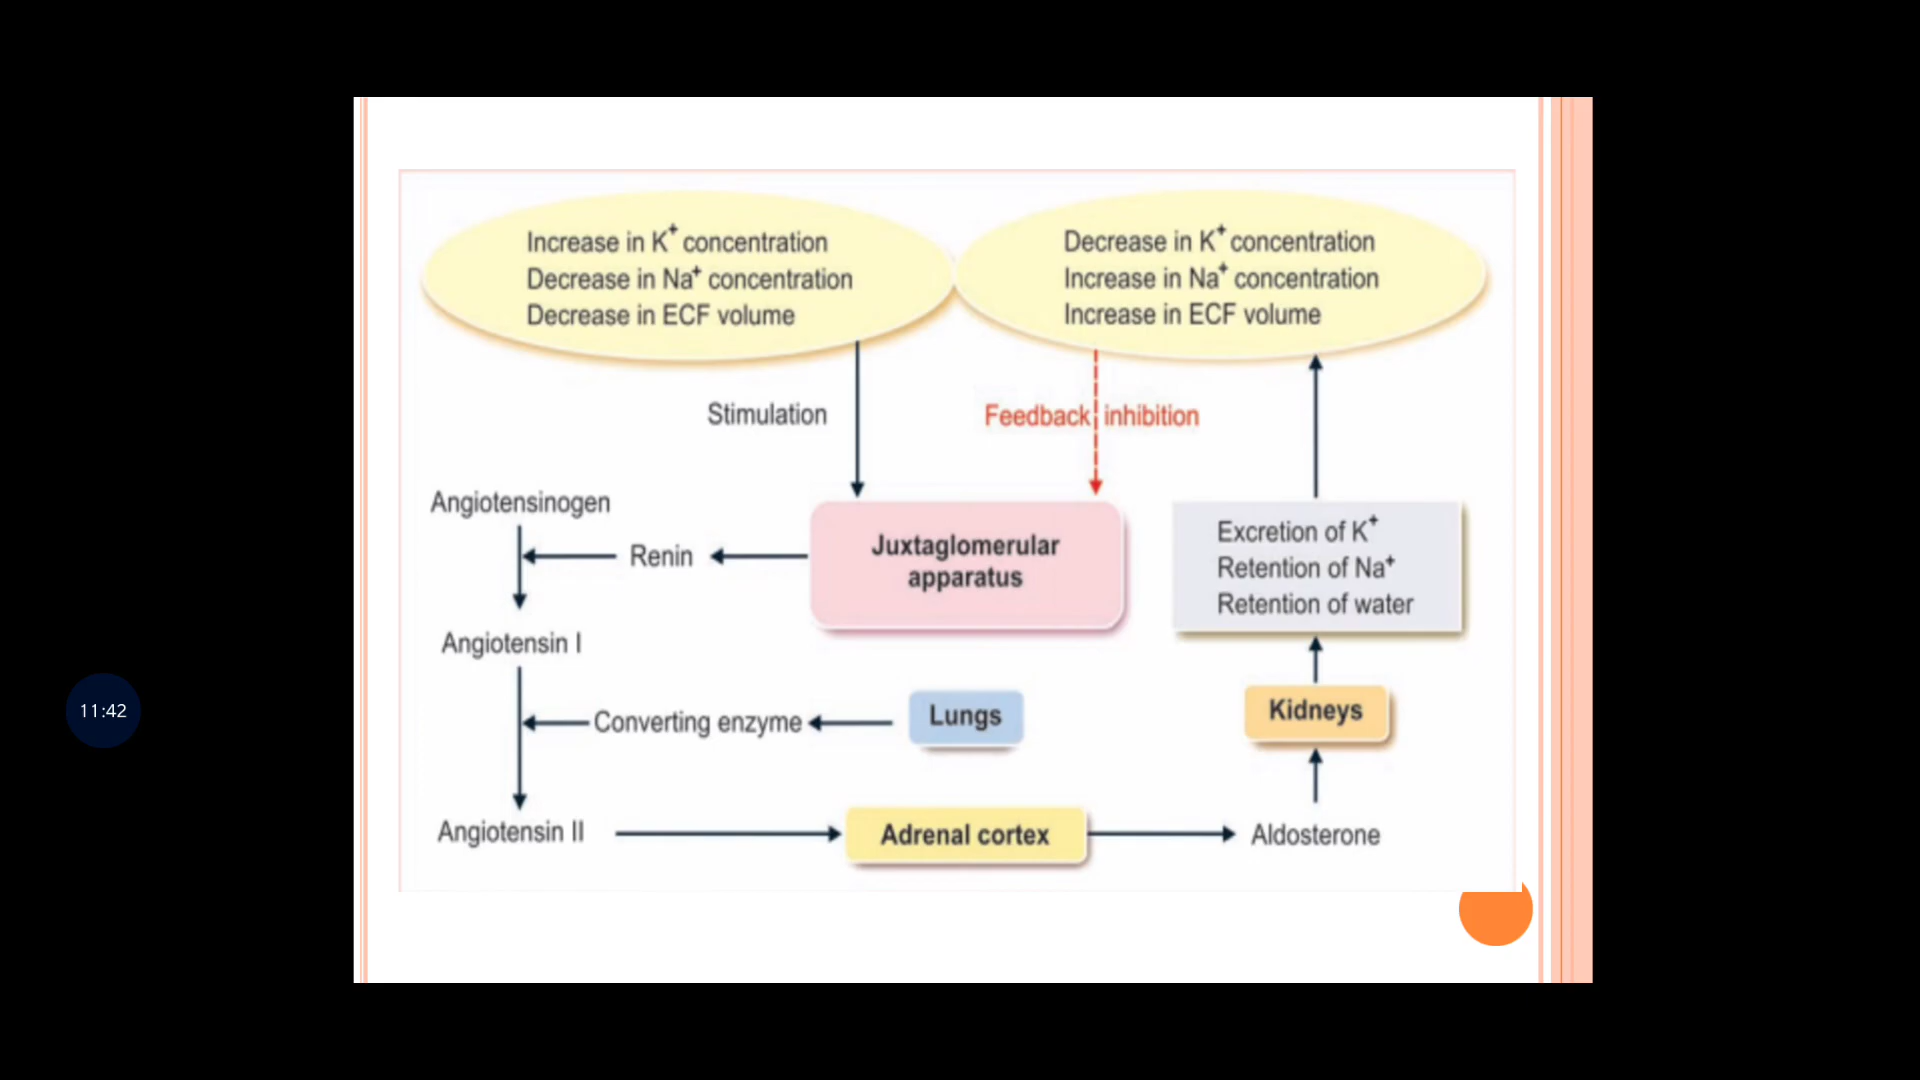 Increase in K⁺ concentration
Decrease in Na⁺ concentration
Decrease in ECF volume
Decrease in K⁺ concentration
Increase in Na⁺ concentration
Increase in ECF volume
Stimulation
Feedback inhibition
Angiotensinogen
Renin
Juxtaglomerular
apparatus
Excretion of K⁺
Retention of Na⁺
Retention of water
Angiotensin I
Converting enzyme
Lungs
Kidneys
Angiotensin II
Adrenal cortex
Aldosterone
11:42